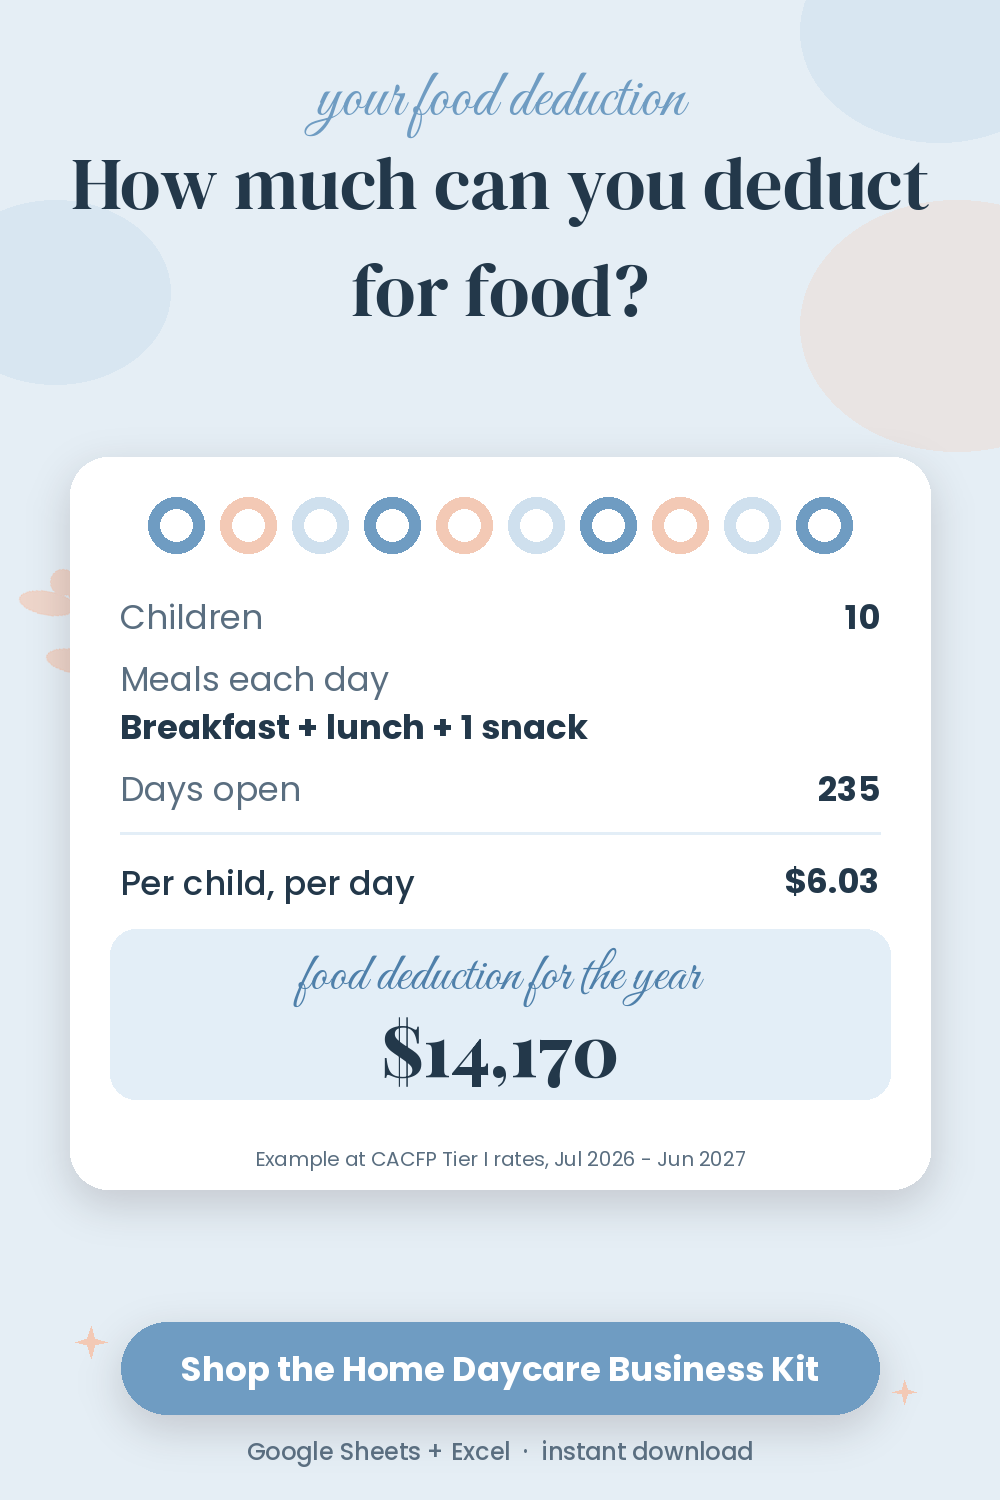 your food deduction
How much can you deduct
for food?
Children 10
Meals each day
Breakfast + lunch + 1 snack
Days open 235
Per child, per day $6.03
food deduction for the year
$14,170
Example at CACFP Tier I rates, Jul 2026 - Jun 2027
Shop the Home Daycare Business Kit
Google Sheets + Excel · instant download